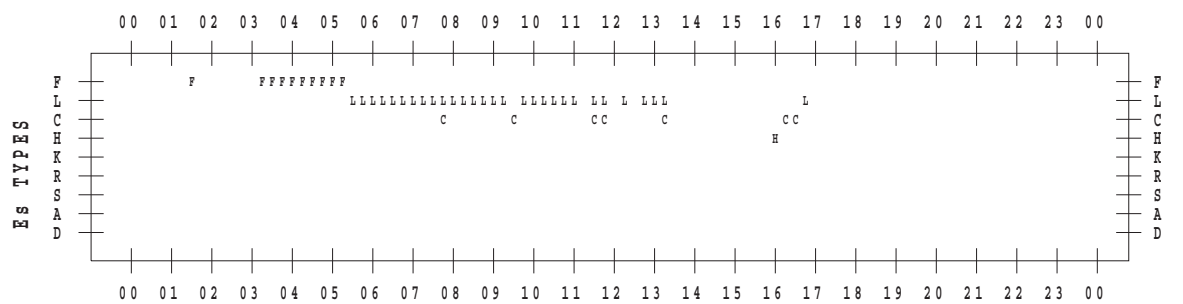 00 01 02 03 04 05 06 07 08 09 10 11 12 13 14 15 16 17 18 19 20 21 22 23 00
F F FFFFFFFFF F
L LLLLLLLLLLLLLLLL LLLLLL LL L LLL L L
C C C CC C CC C
H H H
K K
R R
S S
A A
D D
Es TYPES
00 01 02 03 04 05 06 07 08 09 10 11 12 13 14 15 16 17 18 19 20 21 22 23 00